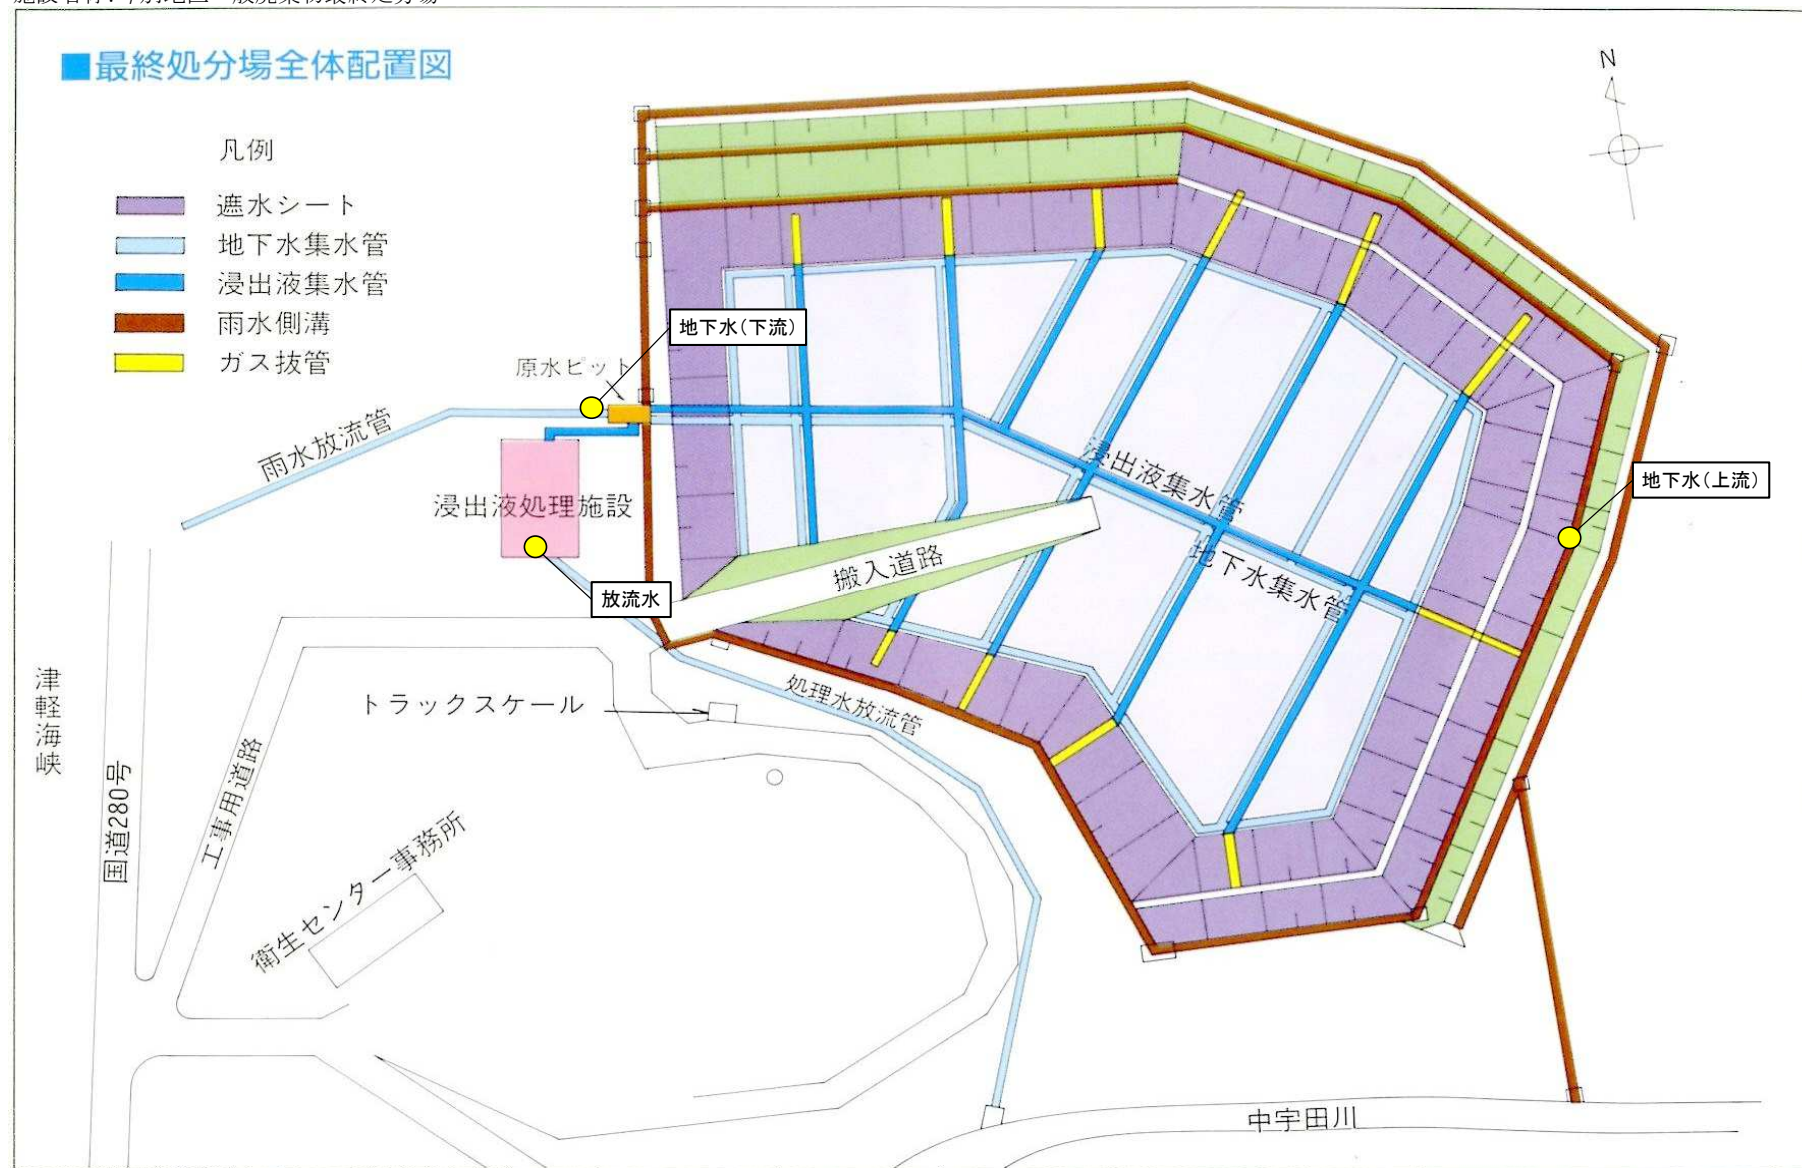 ■最終処分場全体配置図
N
凡例
遮水シート
地下水集水管
浸出液集水管
雨水側溝
ガス抜管
地下水(下流)
原水ピット
雨水放流管
浸出液処理施設
浸出液集水管
地下水(上流)
地下水集水管
搬入道路
放流水
処理水放流管
トラックスケール
津軽海峡
国道280号
工事用道路
衛生センター事務所
中宇田川